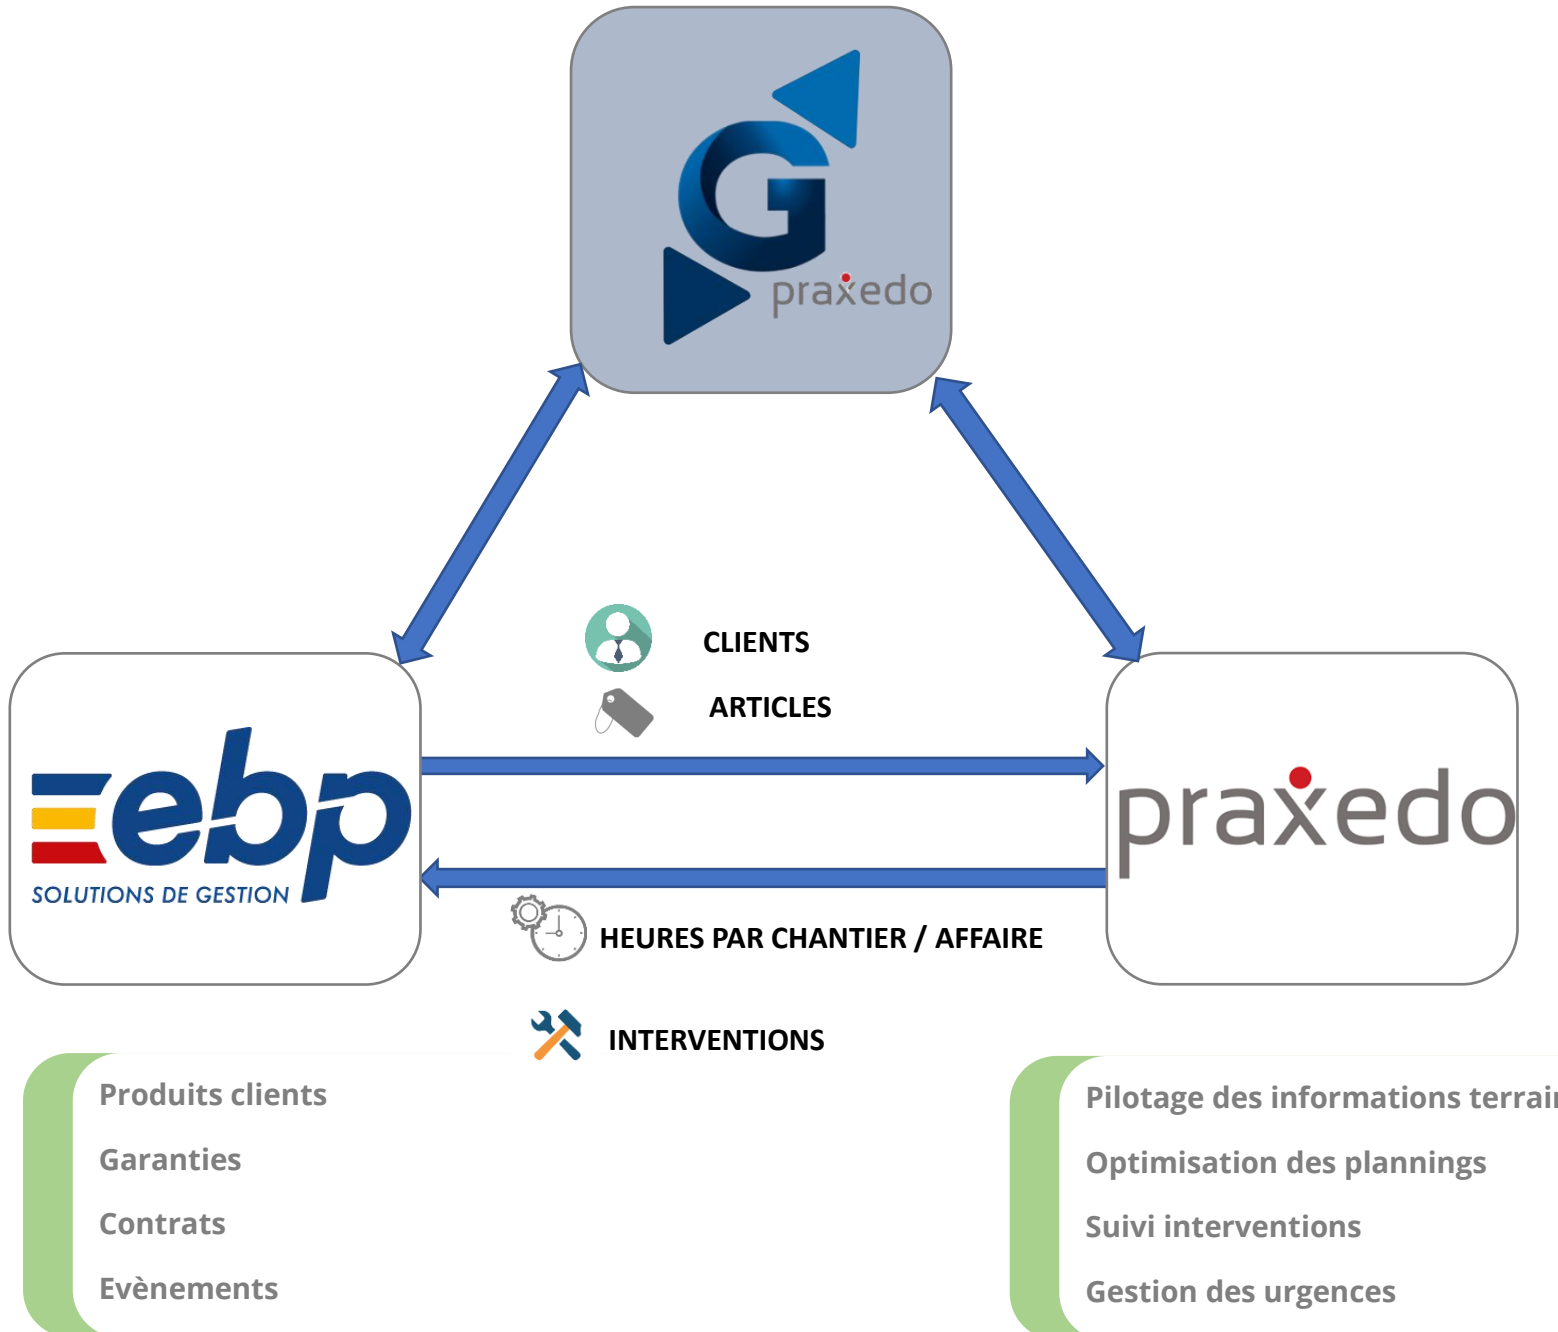 G
praxedo
CLIENTS
ARTICLES
ebp
SOLUTIONS DE GESTION
praxedo
HEURES PAR CHANTIER / AFFAIRE
INTERVENTIONS
Produits clients
Garanties
Contrats
Evènements
Pilotage des informations terrain
Optimisation des plannings
Suivi interventions
Gestion des urgences